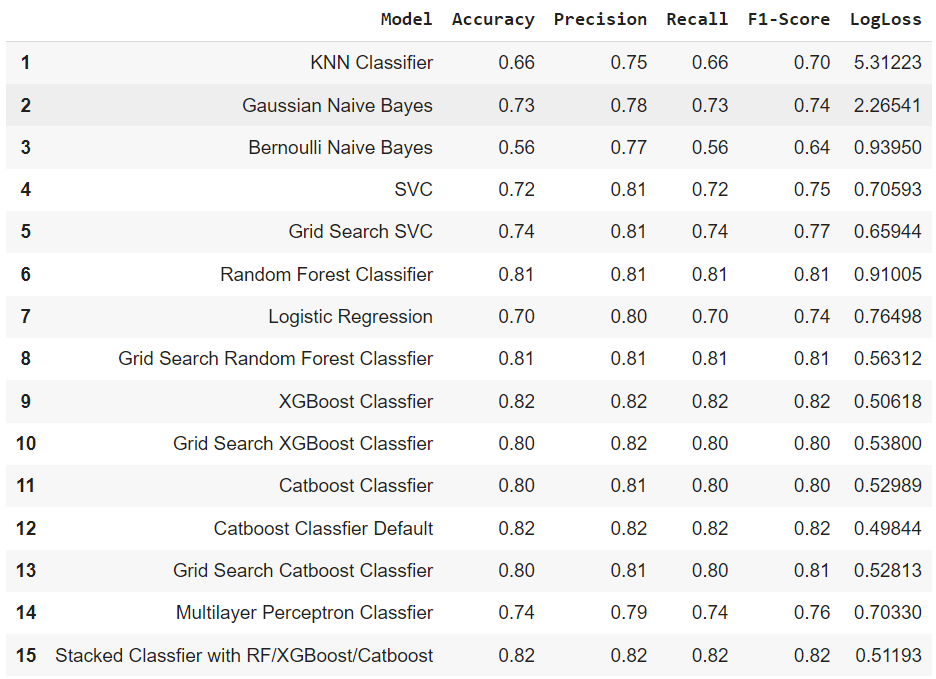 Model Accuracy Precision Recall F1-Score LogLoss
1 KNN Classifier 0.66 0.75 0.66 0.70 5.31223
2 Gaussian Naive Bayes 0.73 0.78 0.73 0.74 2.26541
3 Bernoulli Naive Bayes 0.56 0.77 0.56 0.64 0.93950
4 SVC 0.72 0.81 0.72 0.75 0.70593
5 Grid Search SVC 0.74 0.81 0.74 0.77 0.65944
6 Random Forest Classifier 0.81 0.81 0.81 0.81 0.91005
7 Logistic Regression 0.70 0.80 0.70 0.74 0.76498
8 Grid Search Random Forest Classfier 0.81 0.81 0.81 0.81 0.56312
9 XGBoost Classfier 0.82 0.82 0.82 0.82 0.50618
10 Grid Search XGBoost Classfier 0.80 0.82 0.80 0.80 0.53800
11 Catboost Classfier 0.80 0.81 0.80 0.80 0.52989
12 Catboost Classfier Default 0.82 0.82 0.82 0.82 0.49844
13 Grid Search Catboost Classfier 0.80 0.81 0.80 0.81 0.52813
14 Multilayer Perceptron Classfier 0.74 0.79 0.74 0.76 0.70330
15 Stacked Classfier with RF/XGBoost/Catboost 0.82 0.82 0.82 0.82 0.51193